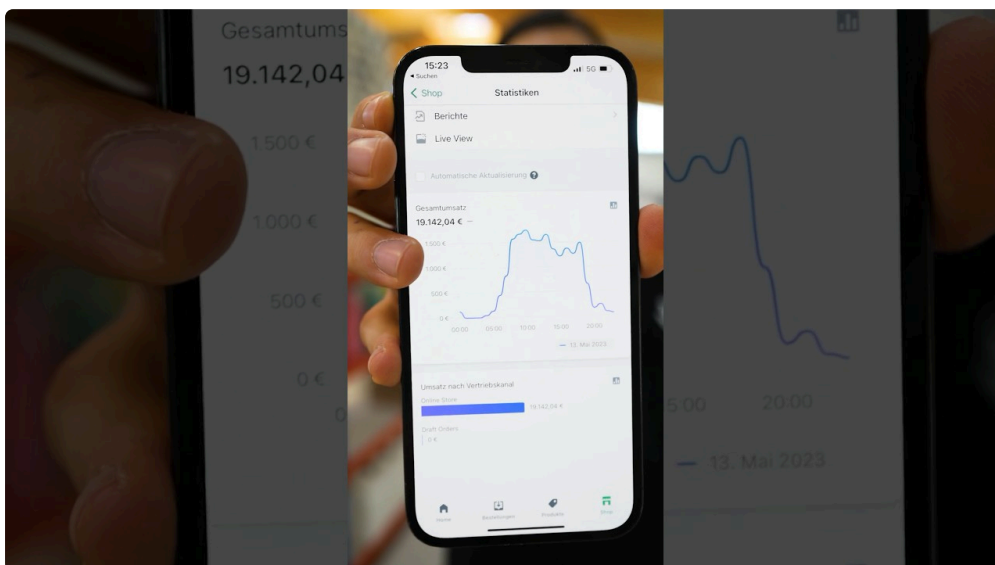 Gesamtums
19.142,04
1.500 €
1.000 €
500 €
0 €
0
15:23
5G
Suchen
Shop
Statistiken
Berichte
Live View
Automatische Aktualisierung
Gesamtumsatz
19.142,04 € –
1.500 €
1.000 €
500 €
0 €
00:00 05:00 10:00 15:00 20:00
13. Mai 2023
Umsatz nach Vertriebskanal
Online Store
19.142,04 €
Draft Orders
0 €
Home Bestellungen Produkte Shop
5:00 20:00
13. Mai 2023